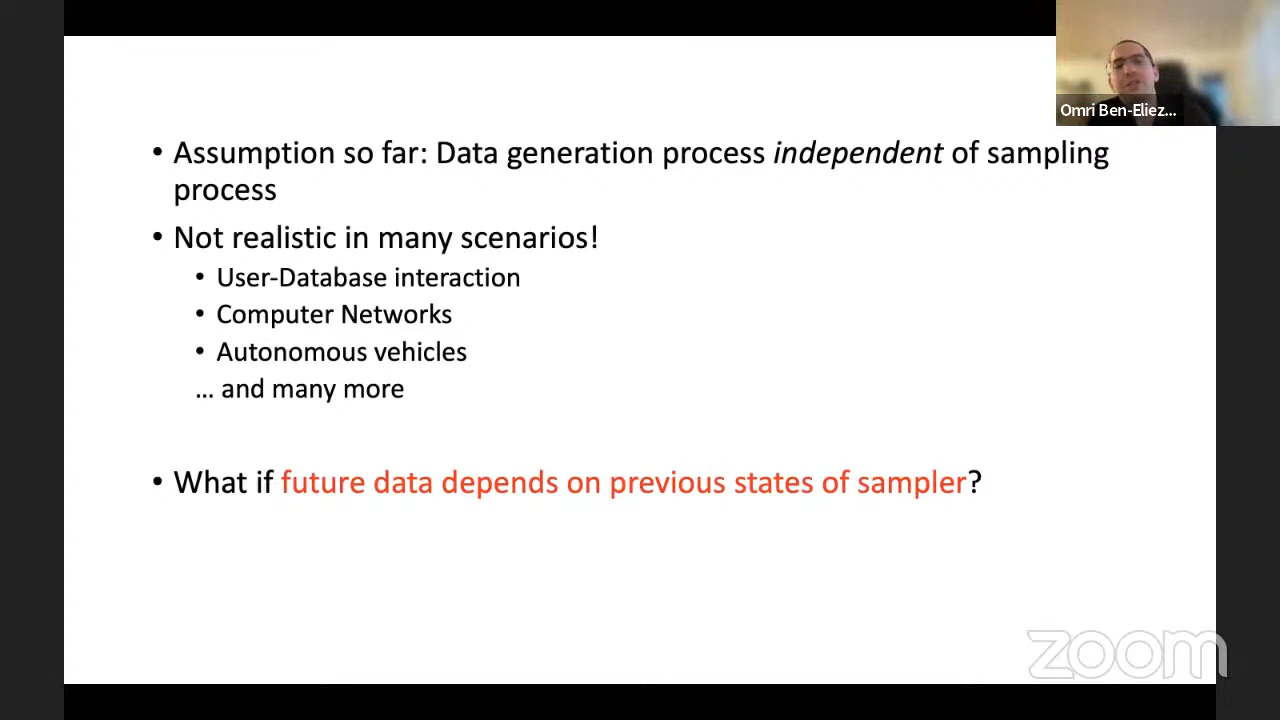 Omri Ben-Eliez...
• Assumption so far: Data generation process independent of sampling
process
• Not realistic in many scenarios!
• User-Database interaction
• Computer Networks
• Autonomous vehicles
... and many more
• What if future data depends on previous states of sampler?
zoom